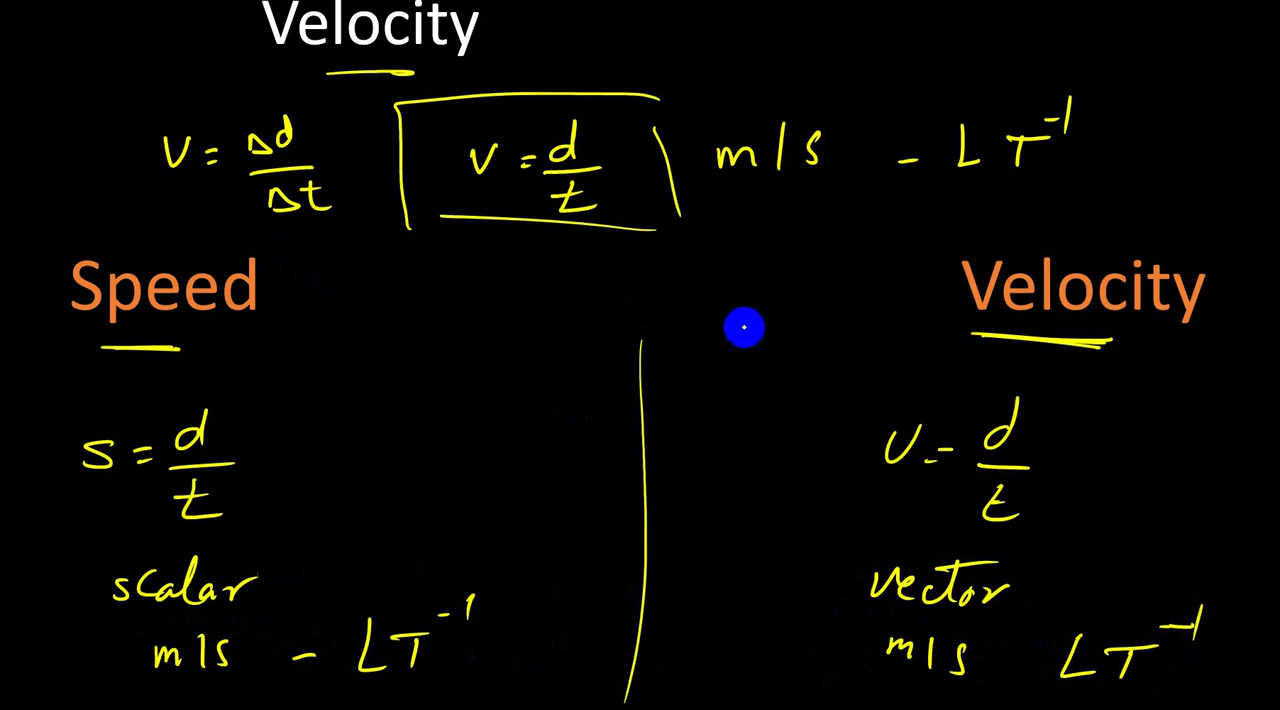 Velocity
V = Δd/Δt V = d/t m/s - LT⁻¹
Speed Velocity
S = d/t V = d/t
scalar vector
m/s - LT⁻¹ m/s LT⁻¹